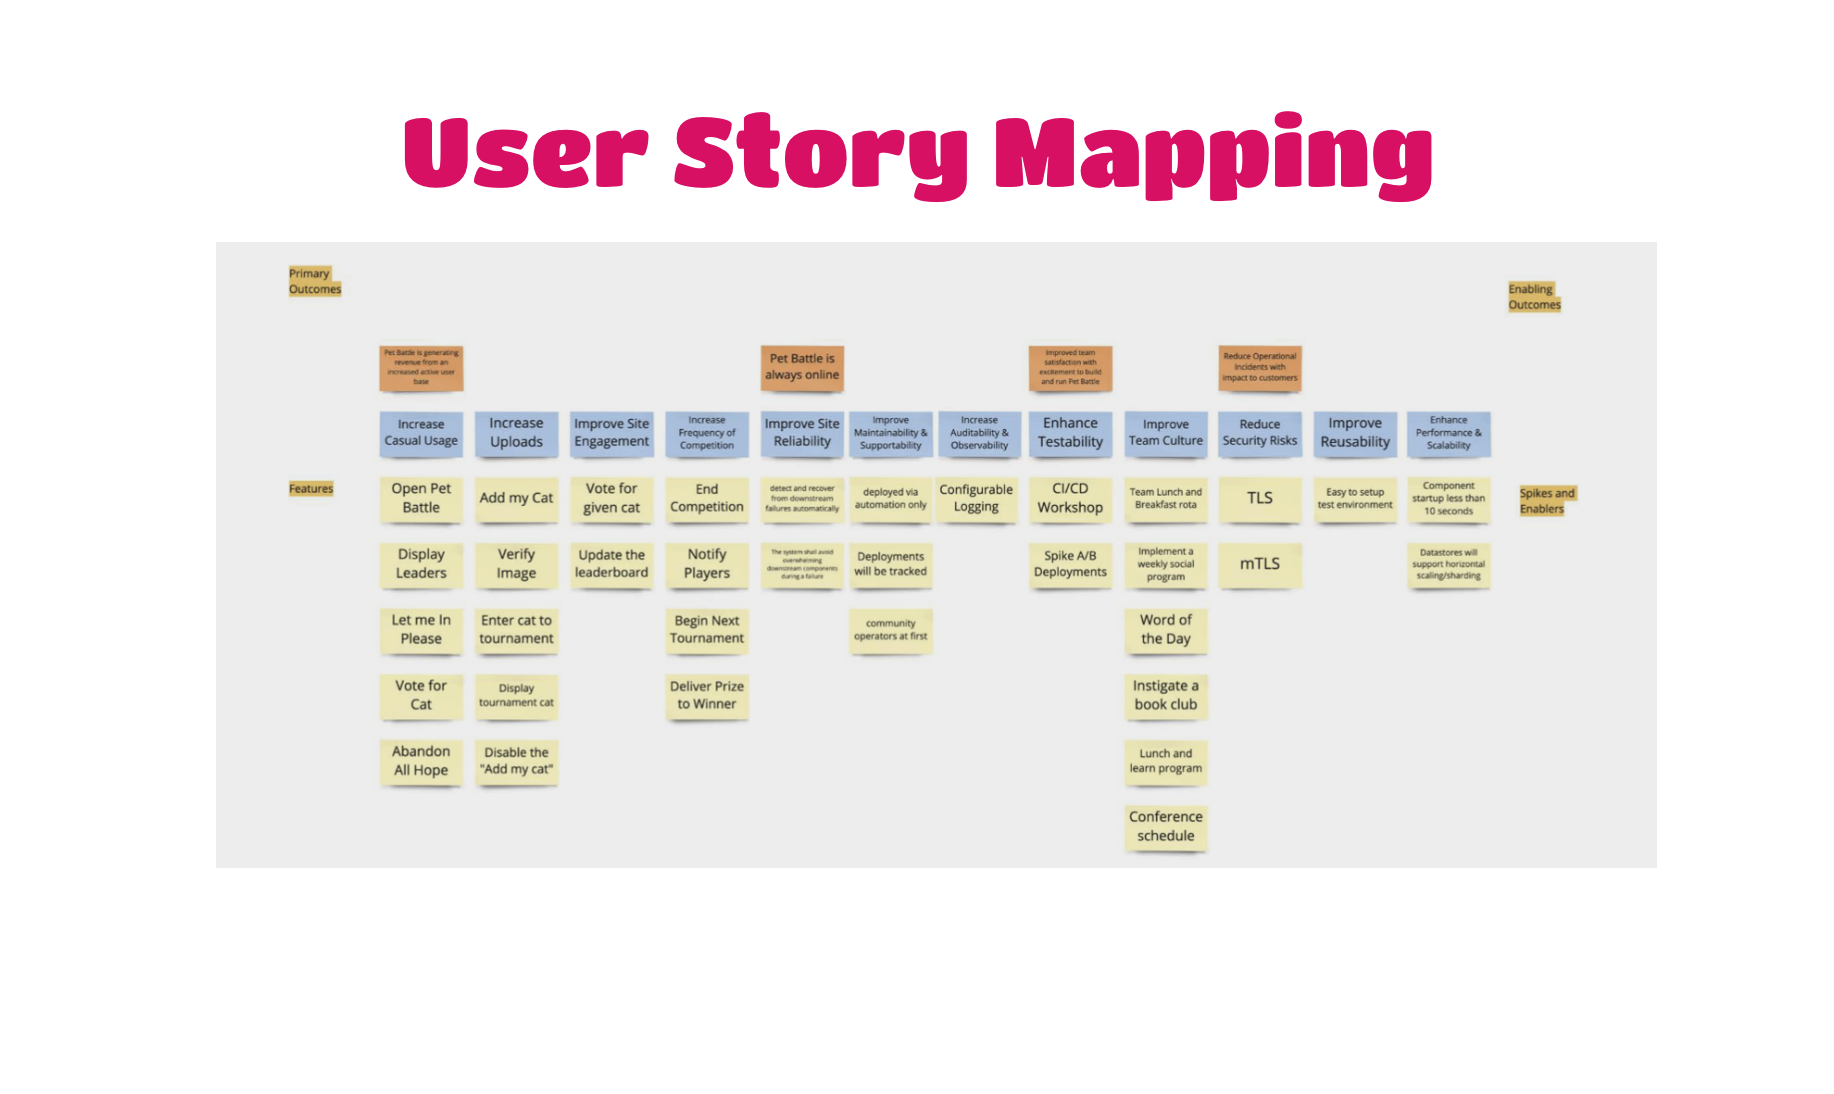 User Story Mapping
Primary
Outcomes
Enabling
Outcomes
Pet Battle is generating
revenue from an
increased active user
base
Pet Battle is
always online
Improved team
satisfaction with
excitement to build
and run Pet Battle
Reduce Operational
Incidents with
impact to customers
Increase
Casual Usage
Increase
Uploads
Improve Site
Engagement
Increase
Frequency of
Competition
Improve Site
Reliability
Improve
Maintainability &
Supportability
Increase
Auditability &
Observability
Enhance
Testability
Improve
Team Culture
Reduce
Security Risks
Improve
Reusability
Enhance
Performance &
Scalability
Features
Open Pet
Battle
Add my Cat
Vote for
given cat
End
Competition
detect and recover
from downstream
failures automatically
deployed via
automation only
Configurable
Logging
CI/CD
Workshop
Team Lunch and
Breakfast rota
TLS
Easy to setup
test environment
Component
startup less than
10 seconds
Spikes and
Enablers
Display
Leaders
Verify
Image
Update the
leaderboard
Notify
Players
The system shall avoid
overwhelming
downstream components
during a failure
Deployments
will be tracked
Spike A/B
Deployments
Implement a
weekly social
program
mTLS
Datastores will
support horizontal
scaling/sharding
Let me In
Please
Enter cat to
tournament
Begin Next
Tournament
community
operators at first
Word of
the Day
Vote for
Cat
Display
tournament cat
Deliver Prize
to Winner
Instigate a
book club
Abandon
All Hope
Disable the
"Add my cat"
Lunch and
learn program
Conference
schedule